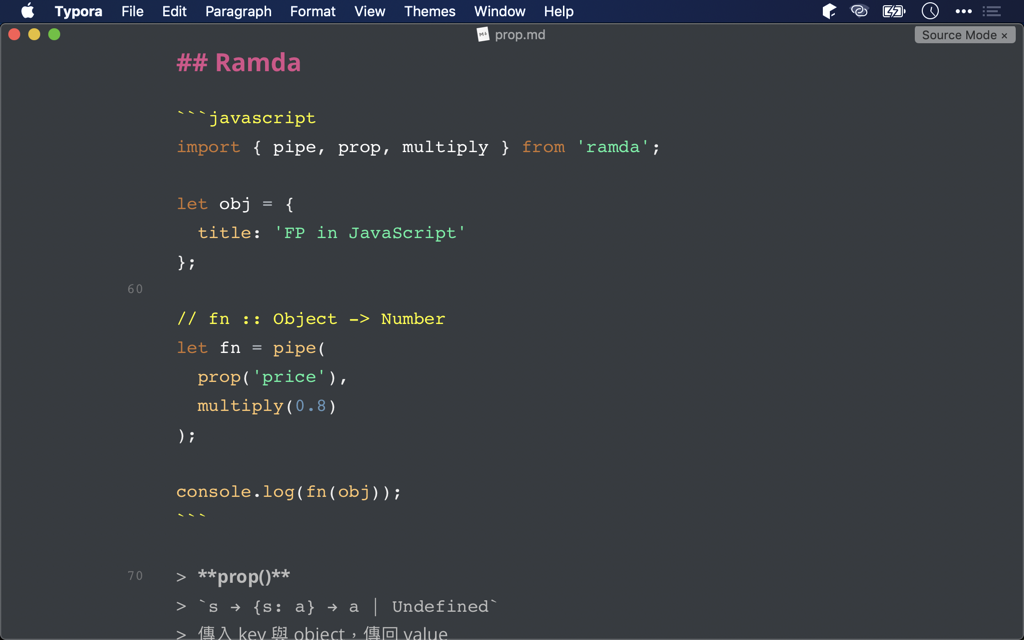 Typora File Edit Paragraph Format View Themes Window Help
prop.md
Source Mode ×
## Ramda
```javascript
import { pipe, prop, multiply } from 'ramda';
let obj = {
  title: 'FP in JavaScript'
};
60
// fn :: Object -> Number
let fn = pipe(
  prop('price'),
  multiply(0.8)
);
console.log(fn(obj));
```
70 > **prop()**
> `s → {s: a} → a | Undefined`
> 傳入 key 與 object，傳回 value